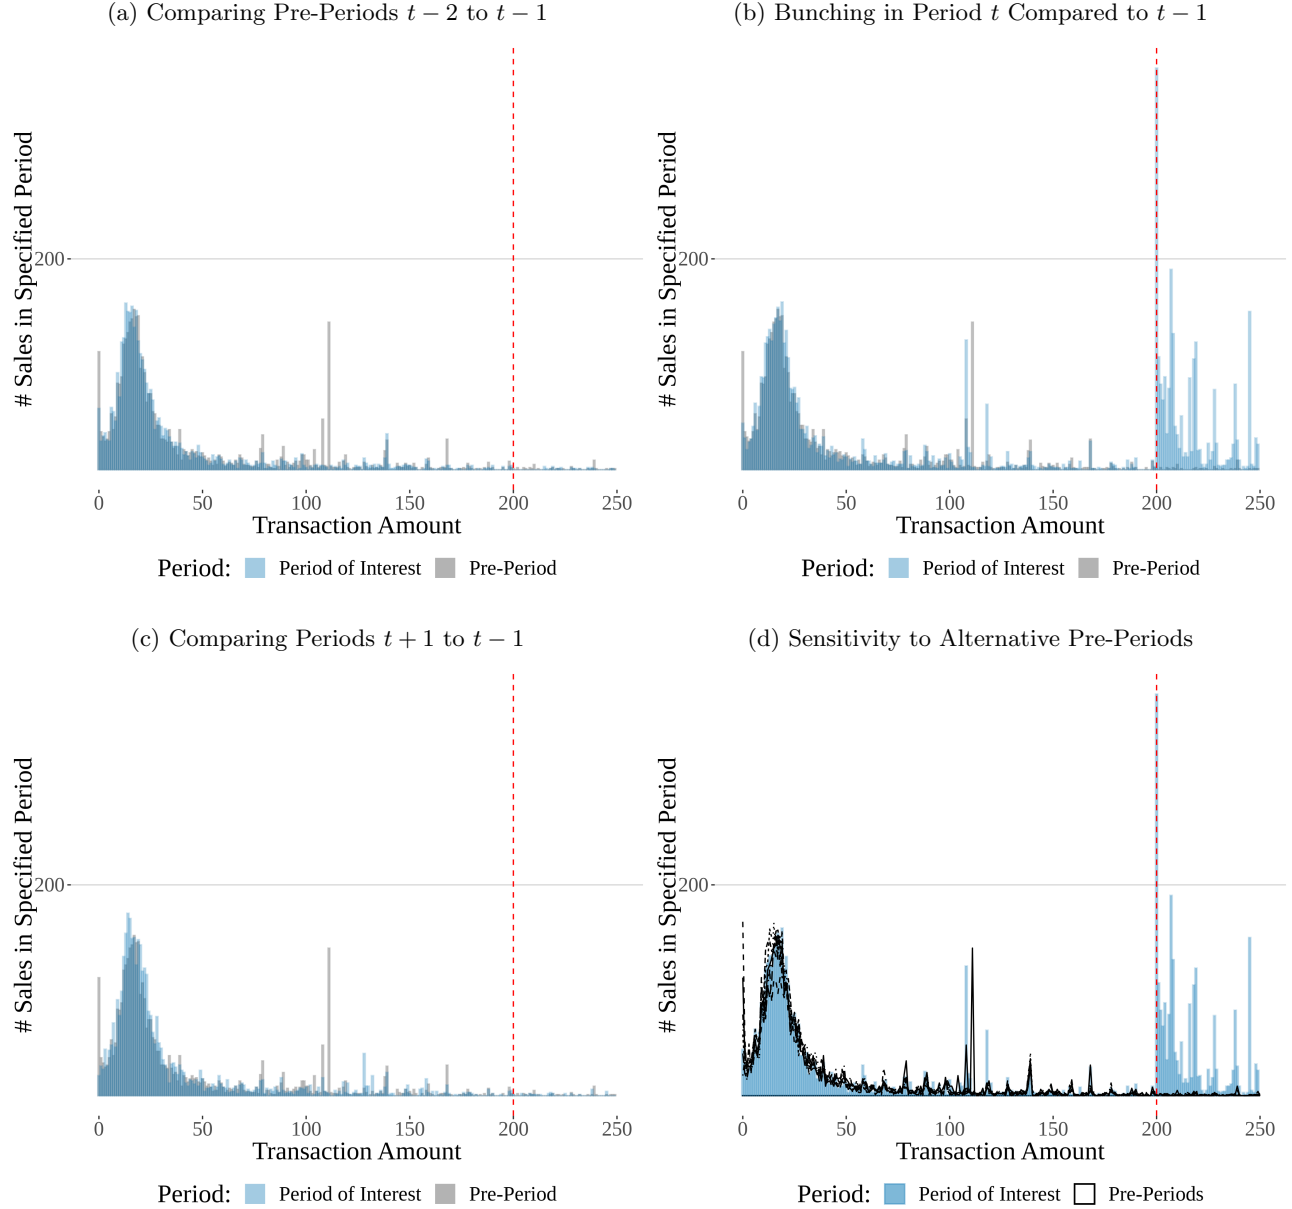 (a) Comparing Pre-Periods t − 2 to t − 1
# Sales in Specified Period
200
0 50 100 150 200 250
Transaction Amount
Period: Period of Interest Pre-Period
(b) Bunching in Period t Compared to t − 1
# Sales in Specified Period
200
0 50 100 150 200 250
Transaction Amount
Period: Period of Interest Pre-Period
(c) Comparing Periods t + 1 to t − 1
# Sales in Specified Period
200
0 50 100 150 200 250
Transaction Amount
Period: Period of Interest Pre-Period
(d) Sensitivity to Alternative Pre-Periods
# Sales in Specified Period
200
0 50 100 150 200 250
Transaction Amount
Period: Period of Interest Pre-Periods